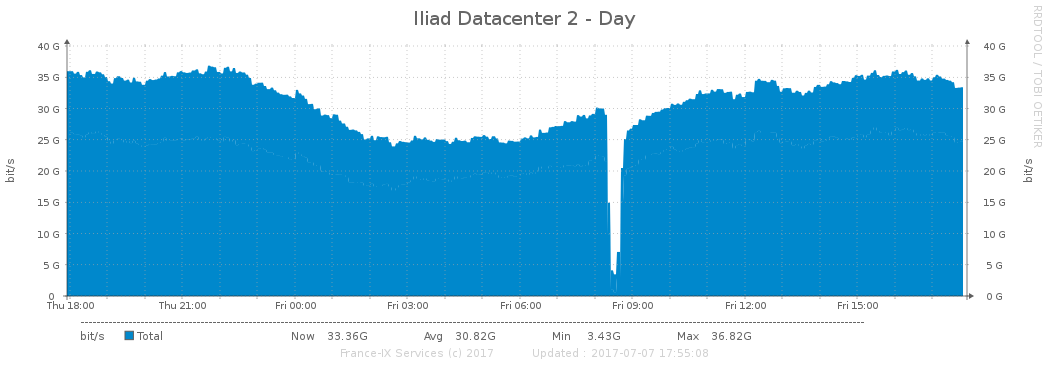 Iliad Datacenter 2 - Day
RRDTOOL / TOBI OETIKER
40 G 40 G
35 G 35 G
30 G 30 G
25 G 25 G
20 G 20 G
15 G 15 G
10 G 10 G
5 G 5 G
0 0 G
bit/s bit/s
Thu 18:00 Thu 21:00 Fri 00:00 Fri 03:00 Fri 06:00 Fri 09:00 Fri 12:00 Fri 15:00
bit/s Total Now 33.36G Avg 30.82G Min 3.43G Max 36.82G
France-IX Services (c) 2017 Updated : 2017-07-07 17:55:08